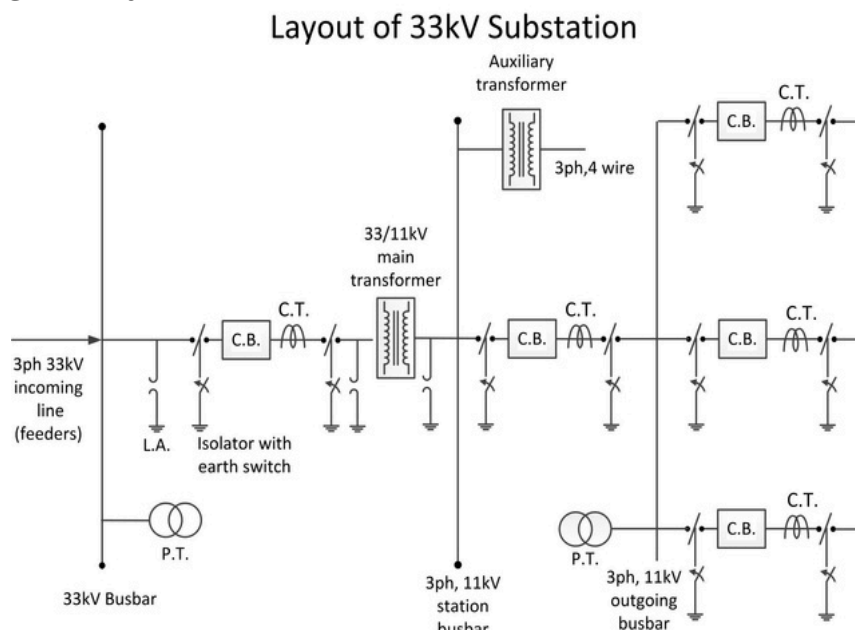 Layout of 33kV Substation
Auxiliary
transformer
3ph,4 wire
C.T.
C.B.
33/11kV
main
transformer
C.T.
C.B.
C.T.
C.B.
C.T.
C.B.
3ph 33kV
incoming
line
(feeders)
L.A.
Isolator with
earth switch
P.T.
33kV Busbar
3ph, 11kV
station
busbar
P.T.
C.T.
C.B.
3ph, 11kV
outgoing
busbar